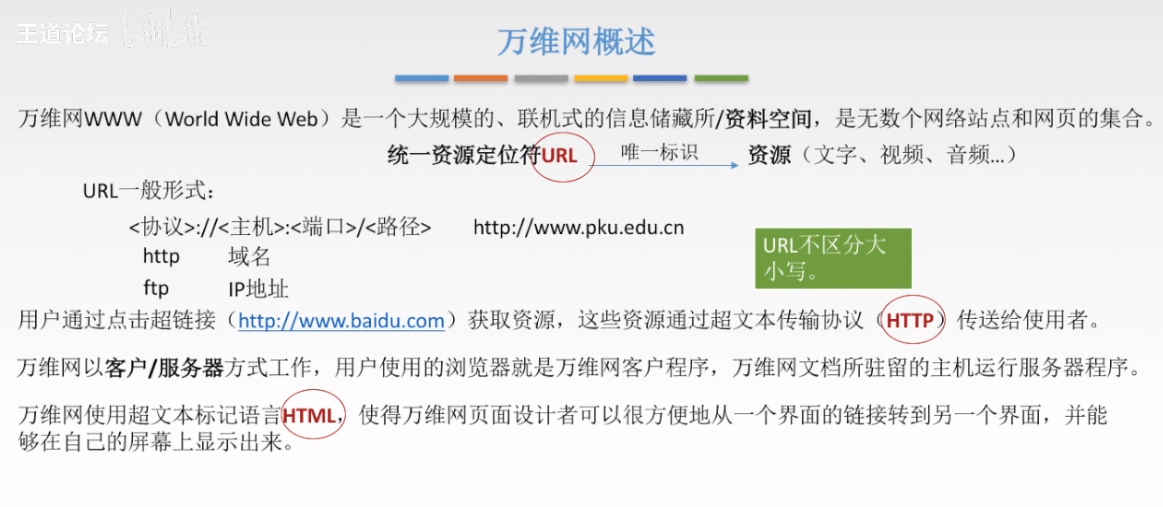 王道论坛 bilibili
万维网概述
万维网WWW（World Wide Web）是一个大规模的、联机式的信息储藏所/资料空间，是无数个网络站点和网页的集合。
统一资源定位符URL 唯一标识 资源（文字、视频、音频…）
URL一般形式：
<协议>://<主机>:<端口>/<路径> http://www.pku.edu.cn
http 域名
ftp IP地址
URL不区分大
小写。
用户通过点击超链接（http://www.baidu.com）获取资源，这些资源通过超文本传输协议（HTTP）传送给使用者。
万维网以客户/服务器方式工作，用户使用的浏览器就是万维网客户程序，万维网文档所驻留的主机运行服务器程序。
万维网使用超文本标记语言HTML，使得万维网页面设计者可以很方便地从一个界面的链接转到另一个界面，并能
够在自己的屏幕上显示出来。